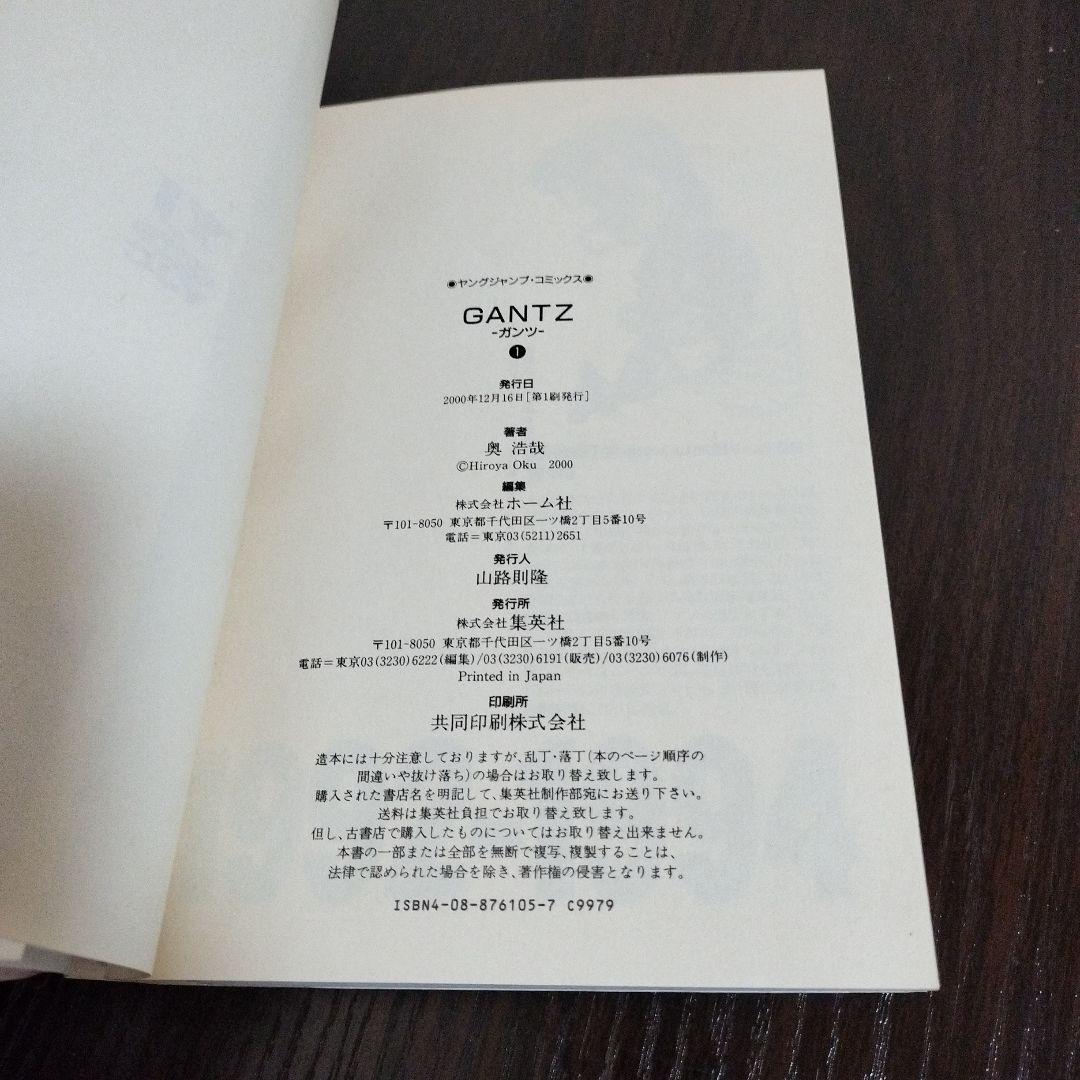 ◉ヤングジャンプ・コミックス◉
GANTZ
-ガンツ-
❶
発行日
2000年12月16日[第1刷発行]
著者
奥 浩哉
©Hiroya Oku 2000
編集
株式会社ホーム社
〒101-8050 東京都千代田区一ツ橋2丁目5番10号
電話=東京03(5211)2651
発行人
山路則隆
発行所
株式会社集英社
〒101-8050 東京都千代田区一ツ橋2丁目5番10号
電話=東京03(3230)6222(編集)/03(3230)6191(販売)/03(3230)6076(制作)
Printed in Japan
印刷所
共同印刷株式会社
造本には十分注意しておりますが、乱丁・落丁(本のページ順序の
間違いや抜け落ち)の場合はお取り替え致します。
購入された書店名を明記して、集英社制作部宛にお送り下さい。
送料は集英社負担でお取り替え致します。
但し、古書店で購入したものについてはお取り替え出来ません。
本書の一部または全部を無断で複写、複製することは、
法律で認められた場合を除き、著作権の侵害となります。
ISBN4-08-876105-7 C9979